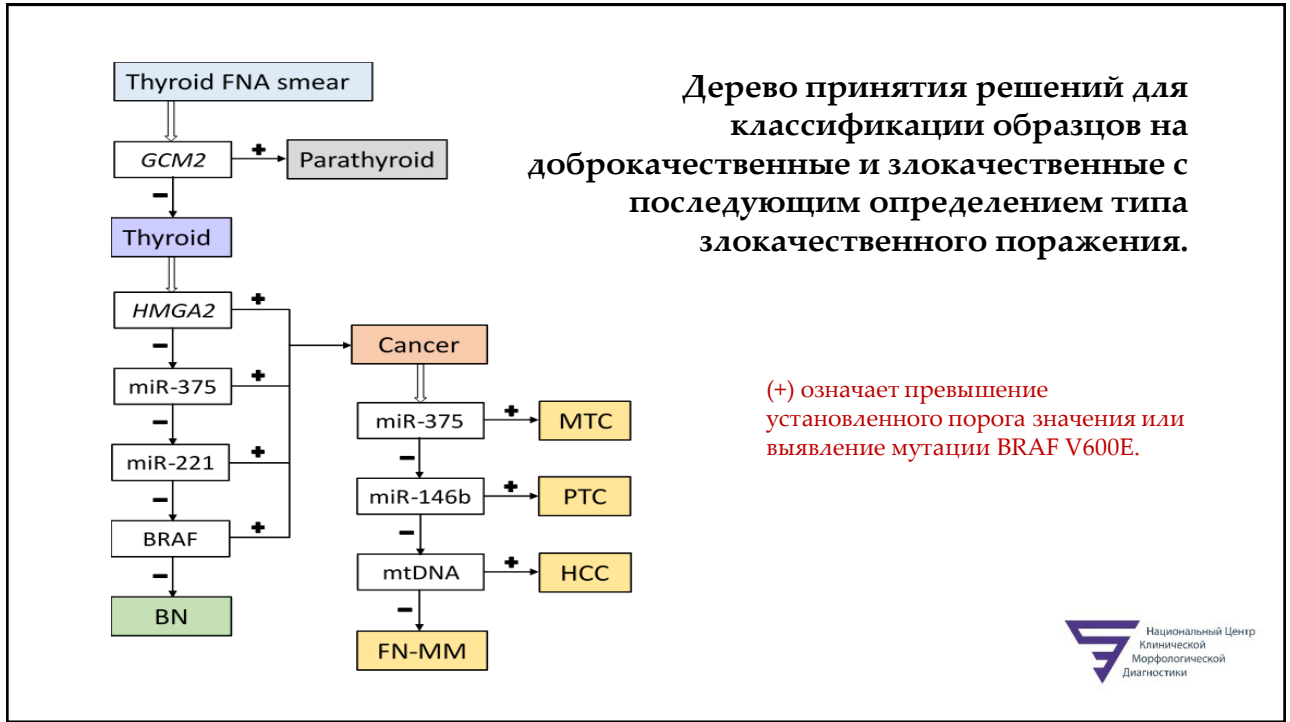 Thyroid FNA smear
GCM2
+
Parathyroid
–
Thyroid
HMGA2
+
–
miR-375
+
–
miR-221
+
–
BRAF
+
–
BN
Cancer
miR-375
+
MTC
–
miR-146b
+
PTC
–
mtDNA
+
HCC
–
FN-MM
Дерево принятия решений для
классификации образцов на
доброкачественные и злокачественные с
последующим определением типа
злокачественного поражения.
(+) означает превышение
установленного порога значения или
выявление мутации BRAF V600E.
Национальный Центр
Клинической
Морфологической
Диагностики